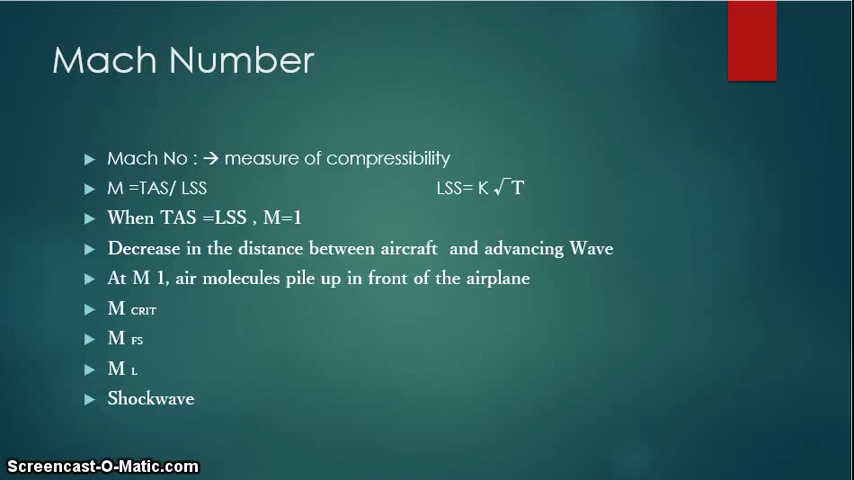 Mach Number
Mach No : → measure of compressibility
M =TAS/ LSS LSS= K √T
When TAS =LSS , M=1
Decrease in the distance between aircraft and advancing Wave
At M 1, air molecules pile up in front of the airplane
M CRIT
M FS
M L
Shockwave
Screencast-O-Matic.com